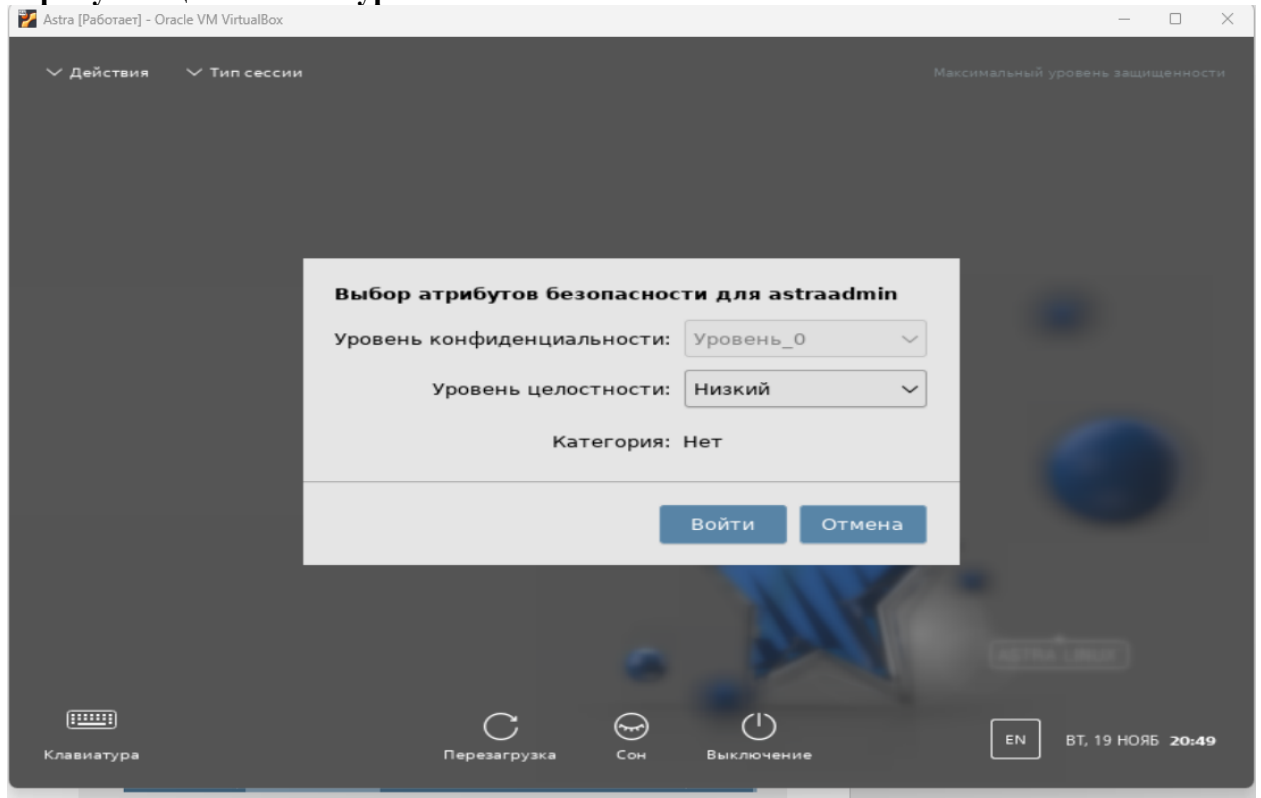 Astra [Работает] - Oracle VM VirtualBox
Действия Тип сессии Максимальный уровень защищенности
Выбор атрибутов безопасности для astraadmin
Уровень конфиденциальности: Уровень_0
Уровень целостности: Низкий
Категория: Нет
Войти Отмена
ASTRA LINUX
Клавиатура Перезагрузка Сон Выключение EN ВТ, 19 НОЯБ 20:49